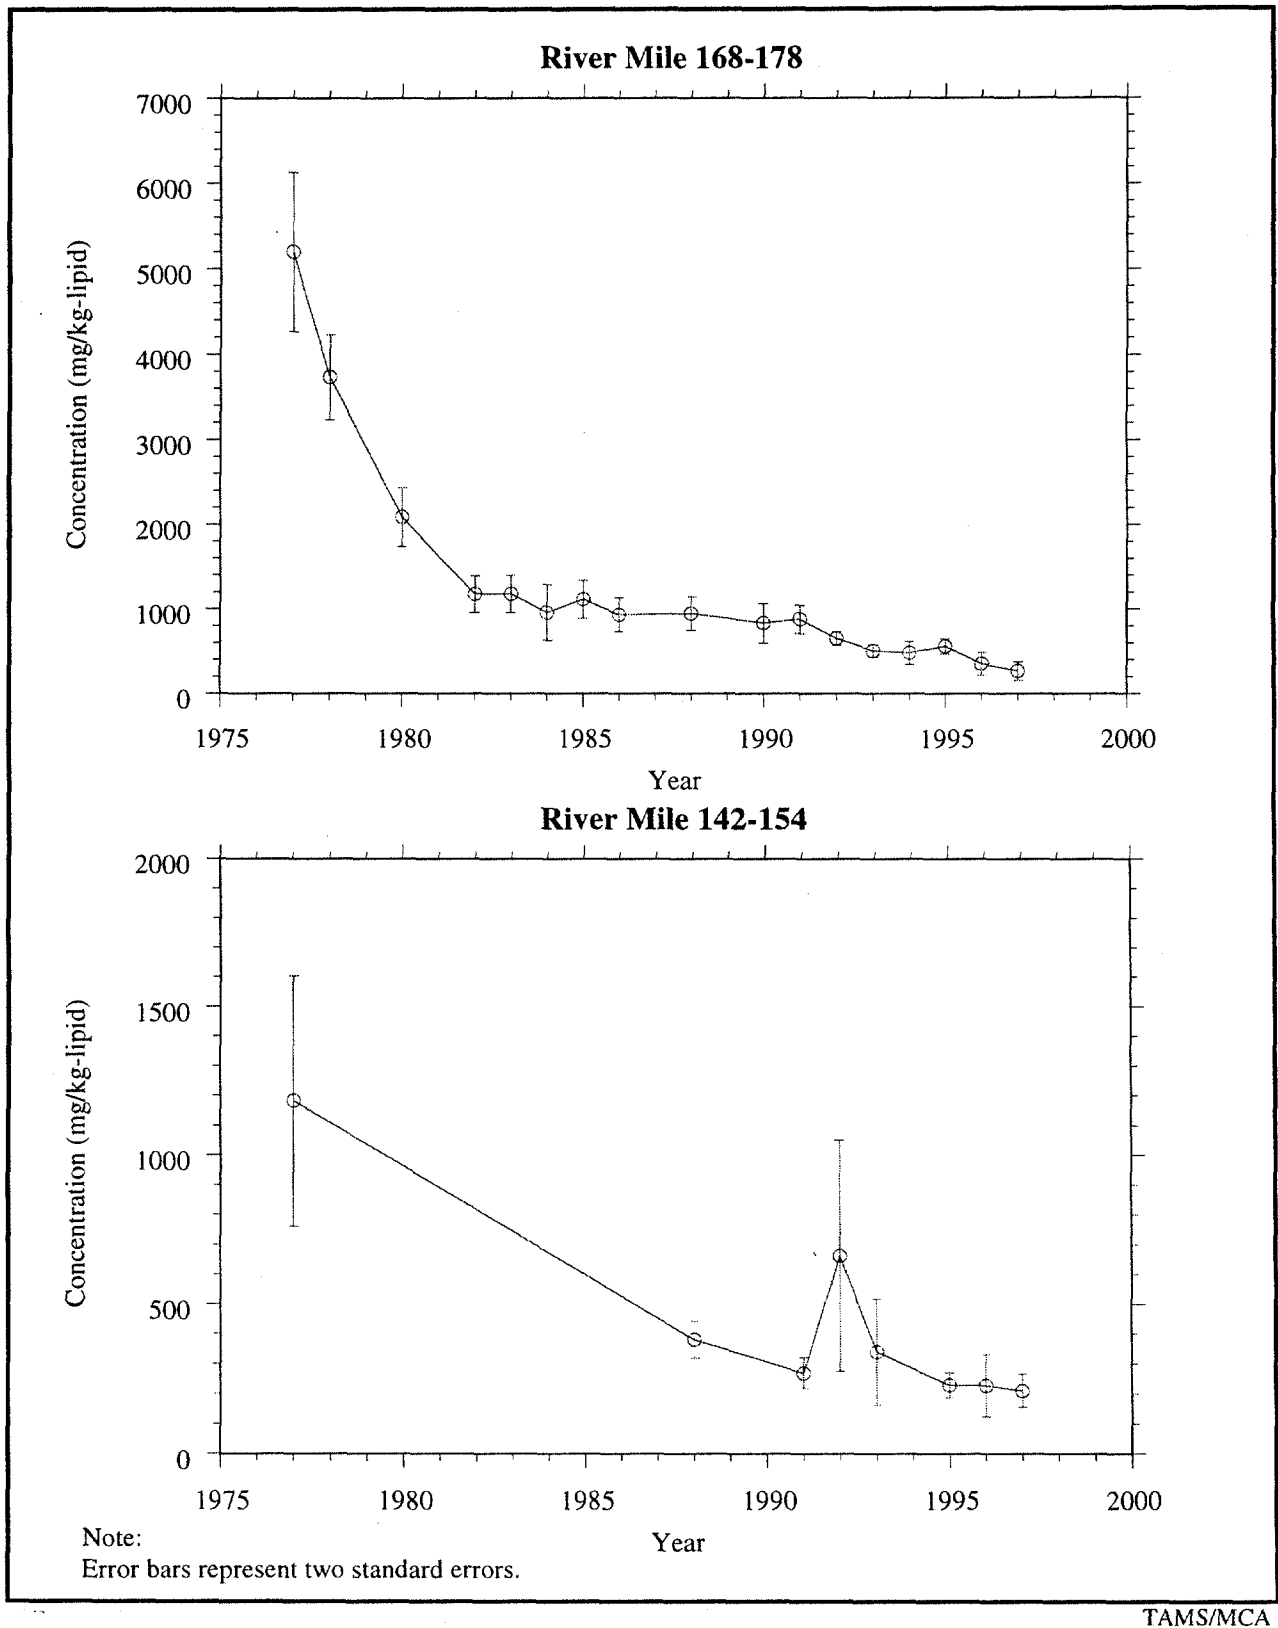 River Mile 168-178
7000
6000
5000
4000
3000
2000
1000
0
Concentration (mg/kg-lipid)
1975 1980 1985 1990 1995 2000
Year
River Mile 142-154
2000
1500
1000
500
0
Concentration (mg/kg-lipid)
1975 1980 1985 1990 1995 2000
Year
Note:
Error bars represent two standard errors.
TAMS/MCA